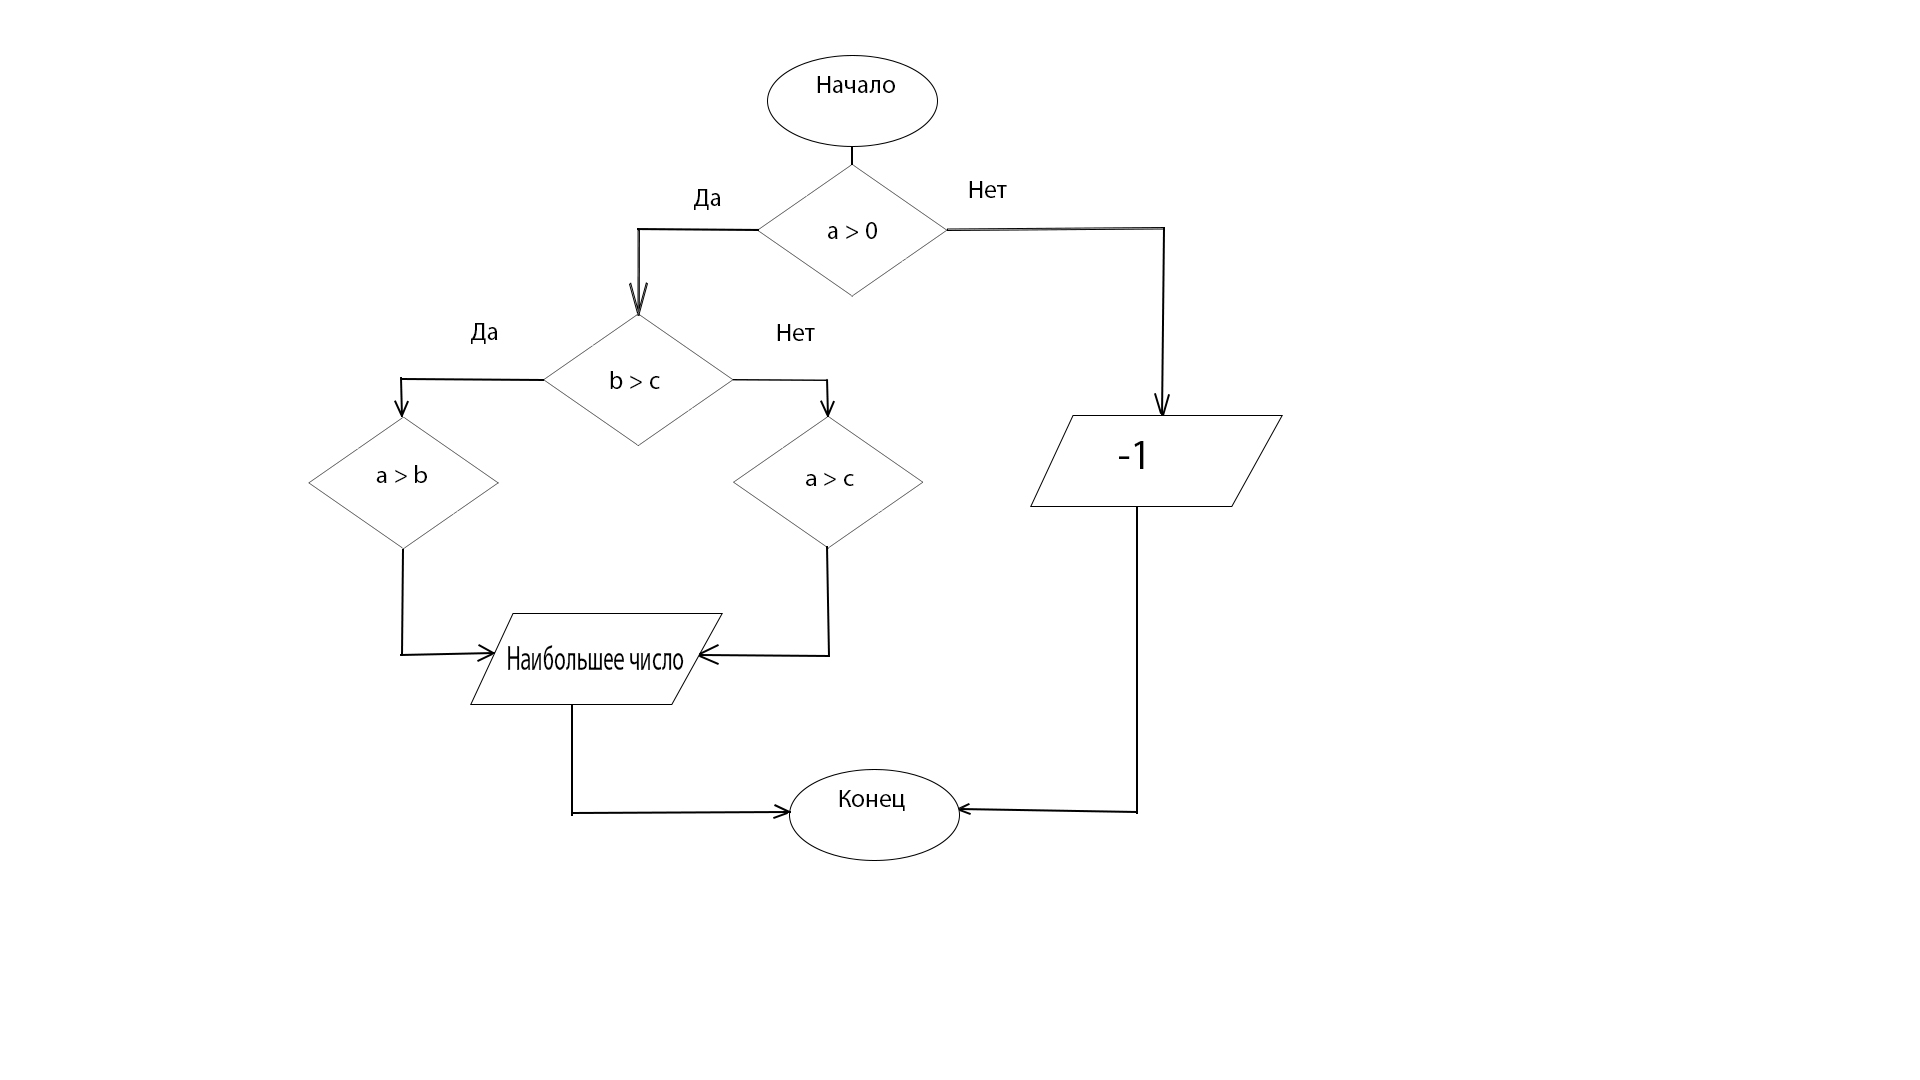 Начало
Да
Нет
a > 0
Да
Нет
b > c
a > b
a > c
-1
Наибольшее число
Конец